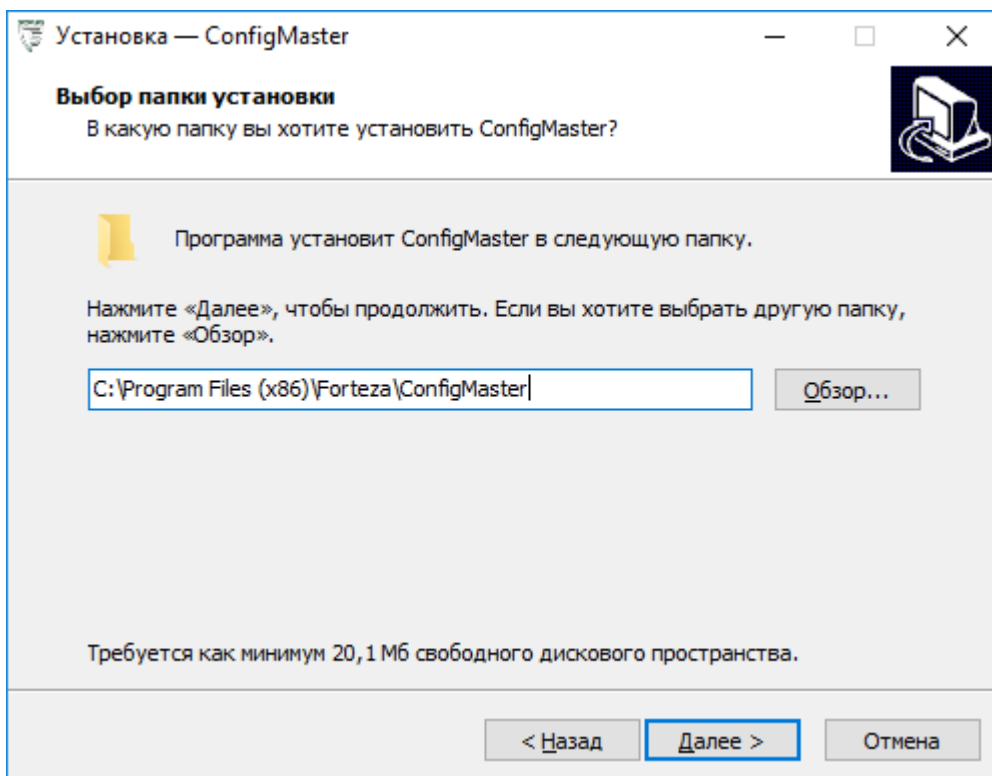 Установка — ConfigMaster
Выбор папки установки
В какую папку вы хотите установить ConfigMaster?
Программа установит ConfigMaster в следующую папку.
Нажмите «Далее», чтобы продолжить. Если вы хотите выбрать другую папку,
нажмите «Обзор».
C:\Program Files (x86)\Forteza\ConfigMaster
Обзор...
Требуется как минимум 20,1 Мб свободного дискового пространства.
< Назад
Далее >
Отмена